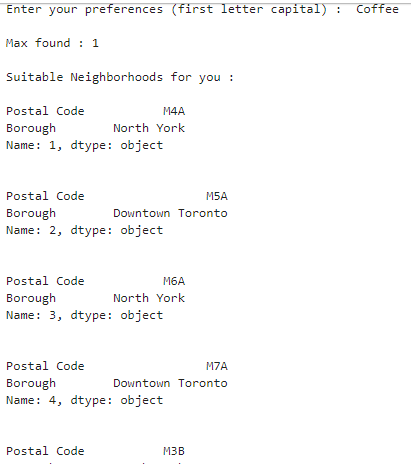 Enter your preferences (first letter capital) :  Coffee
Max found : 1
Suitable Neighborhoods for you :
Postal Code           M4A
Borough        North York
Name: 1, dtype: object
Postal Code                 M5A
Borough        Downtown Toronto
Name: 2, dtype: object
Postal Code           M6A
Borough        North York
Name: 3, dtype: object
Postal Code                 M7A
Borough        Downtown Toronto
Name: 4, dtype: object
Postal Code           M3B